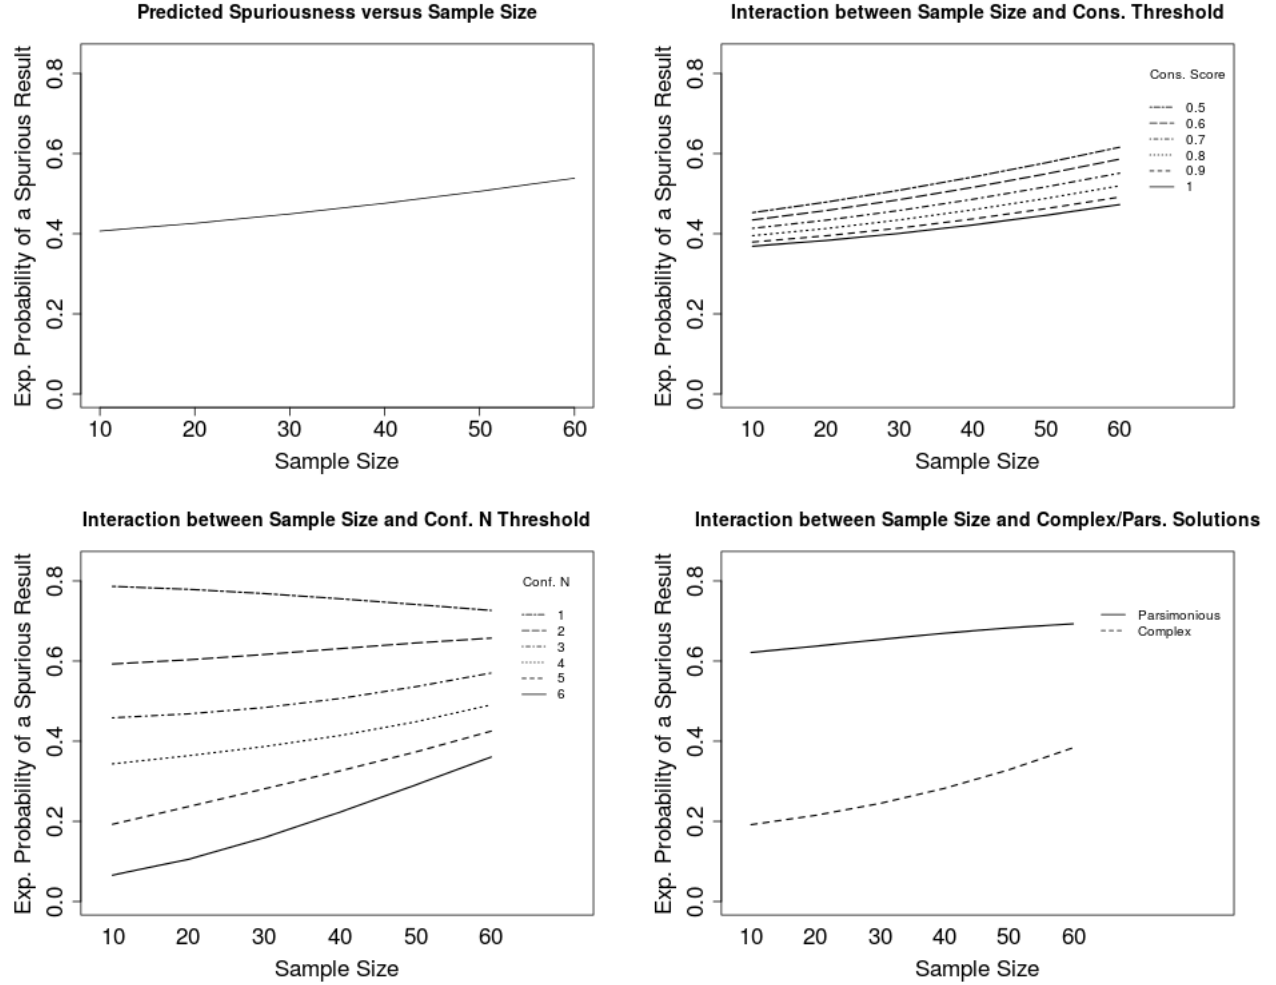 Predicted Spuriousness versus Sample Size
Exp. Probability of a Spurious Result
0.8
0.6
0.4
0.2
0.0
10 20 30 40 50 60
Sample Size
Interaction between Sample Size and Cons. Threshold
Exp. Probability of a Spurious Result
0.8
0.6
0.4
0.2
0.0
Cons. Score
0.5
0.6
0.7
0.8
0.9
1
10 20 30 40 50 60
Sample Size
Interaction between Sample Size and Conf. N Threshold
Exp. Probability of a Spurious Result
0.8
0.6
0.4
0.2
0.0
Conf. N
1
2
3
4
5
6
10 20 30 40 50 60
Sample Size
Interaction between Sample Size and Complex/Pars. Solutions
Exp. Probability of a Spurious Result
0.8
0.6
0.4
0.2
0.0
Parsimonious
Complex
10 20 30 40 50 60
Sample Size